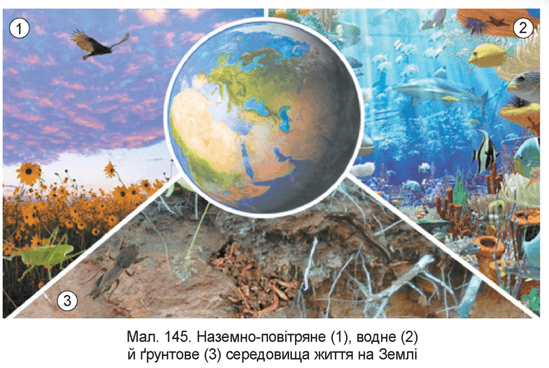 1
2
3
Мал. 145. Наземно-повітряне (1), водне (2)
й ґрунтове (3) середовища життя на Землі